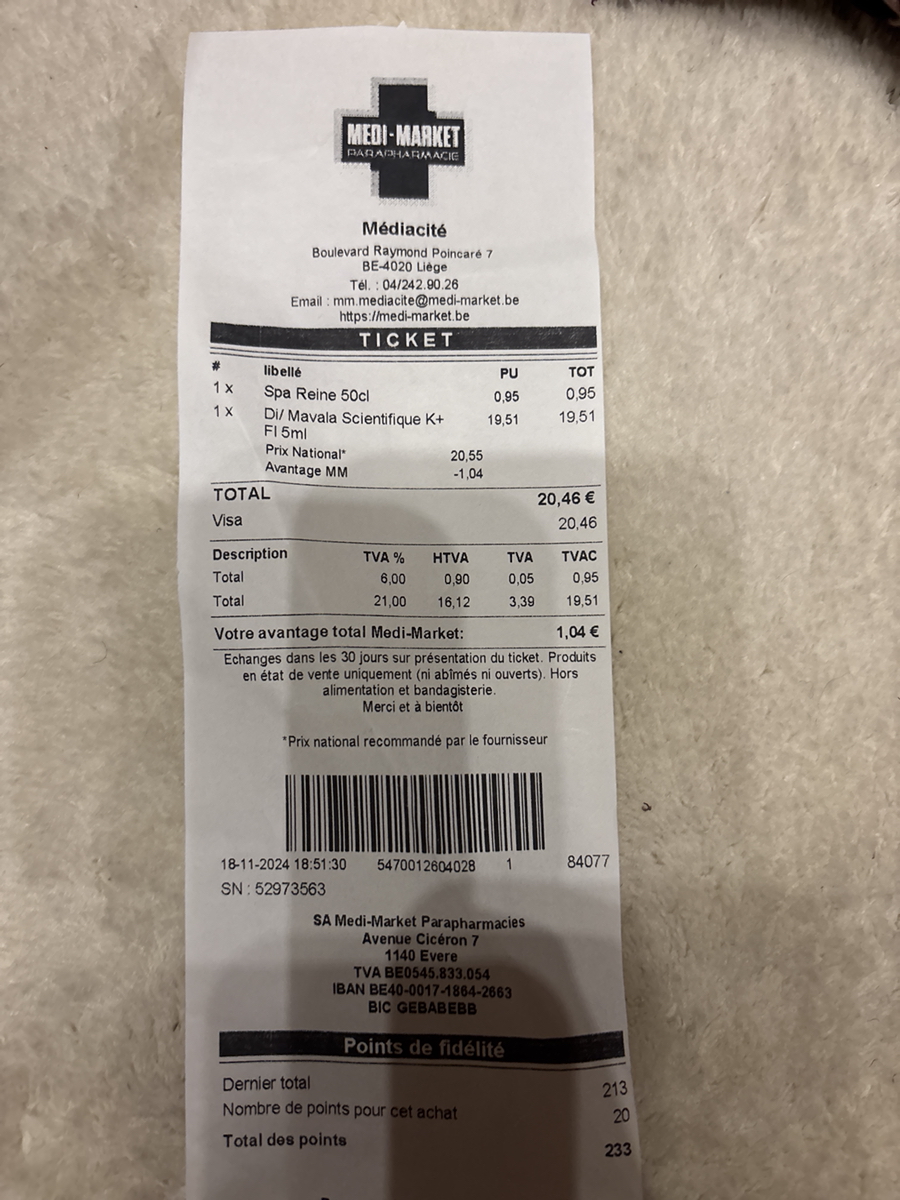 MEDI-MARKET
PARAPHARMACIE
Médiacité
Boulevard Raymond Poincaré 7
BE-4020 Liège
Tél. : 04/242.90.26
Email : mm.mediacite@medi-market.be
https://medi-market.be
TICKET
# libellé PU TOT
1 x Spa Reine 50cl 0,95 0,95
1 x Di/ Mavala Scientifique K+ 19,51 19,51
Fl 5ml
Prix National* 20,55
Avantage MM -1,04
TOTAL 20,46 €
Visa 20,46
Description TVA % HTVA TVA TVAC
Total 6,00 0,90 0,05 0,95
Total 21,00 16,12 3,39 19,51
Votre avantage total Medi-Market: 1,04 €
Echanges dans les 30 jours sur présentation du ticket. Produits
en état de vente uniquement (ni abîmés ni ouverts). Hors
alimentation et bandagisterie.
Merci et à bientôt
*Prix national recommandé par le fournisseur
18-11-2024 18:51:30 5470012604028 1 84077
SN : 52973563
SA Medi-Market Parapharmacies
Avenue Cicéron 7
1140 Evere
TVA BE0545.833.054
IBAN BE40-0017-1864-2663
BIC GEBABEBB
Points de fidélité
Dernier total 213
Nombre de points pour cet achat 20
Total des points 233